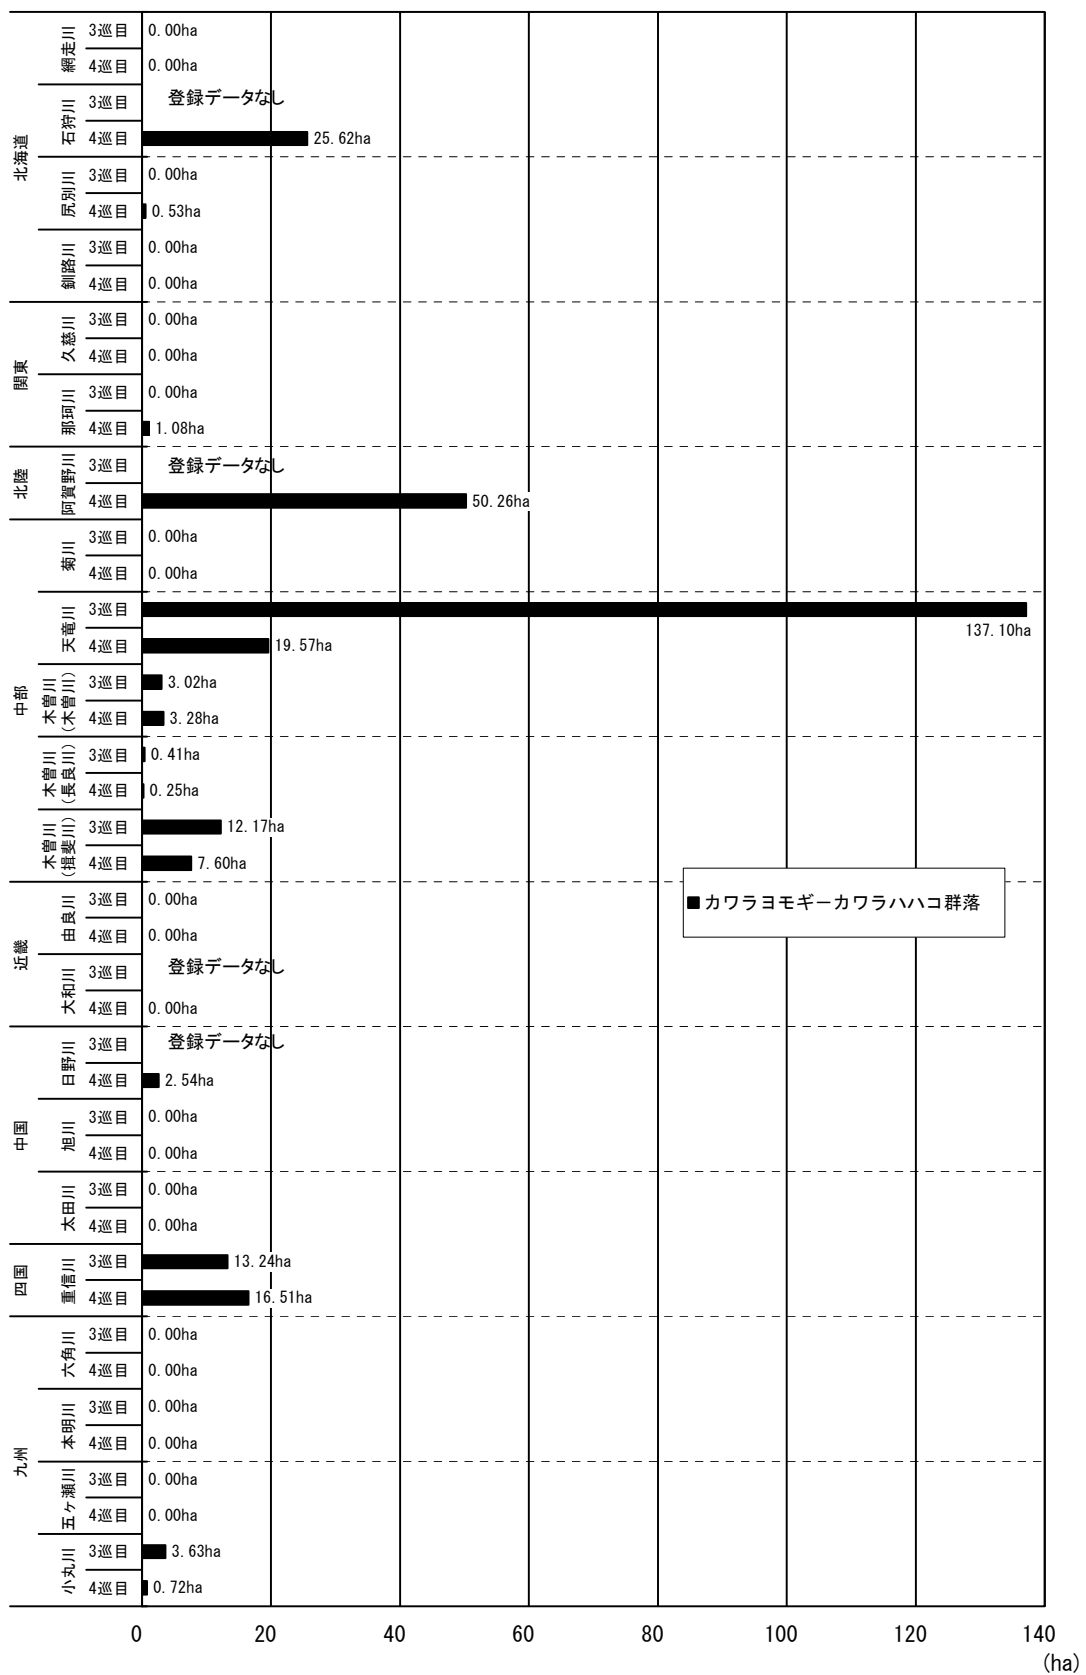 北海道
網走川
3巡目 0.00ha
4巡目 0.00ha
石狩川
3巡目 登録データなし
4巡目 25.62ha
尻別川
3巡目 0.00ha
4巡目 0.53ha
釧路川
3巡目 0.00ha
4巡目 0.00ha
関東
久慈川
3巡目 0.00ha
4巡目 0.00ha
那珂川
3巡目 0.00ha
4巡目 1.08ha
北陸
阿賀野川
3巡目 登録データなし
4巡目 50.26ha
中部
菊川
3巡目 0.00ha
4巡目 0.00ha
天竜川
3巡目 137.10ha
4巡目 19.57ha
木曽川
(木曽川)
3巡目 3.02ha
4巡目 3.28ha
木曽川
(長良川)
3巡目 0.41ha
4巡目 0.25ha
木曽川
(揖斐川)
3巡目 12.17ha
4巡目 7.60ha
■カワラヨモギーカワラハハコ群落
近畿
由良川
3巡目 0.00ha
4巡目 0.00ha
大和川
3巡目 登録データなし
4巡目 0.00ha
中国
日野川
3巡目 登録データなし
4巡目 2.54ha
旭川
3巡目 0.00ha
4巡目 0.00ha
太田川
3巡目 0.00ha
4巡目 0.00ha
四国
重信川
3巡目 13.24ha
4巡目 16.51ha
九州
六角川
3巡目 0.00ha
4巡目 0.00ha
本明川
3巡目 0.00ha
4巡目 0.00ha
五ヶ瀬川
3巡目 0.00ha
4巡目 0.00ha
小丸川
3巡目 3.63ha
4巡目 0.72ha
0 20 40 60 80 100 120 140
(ha)